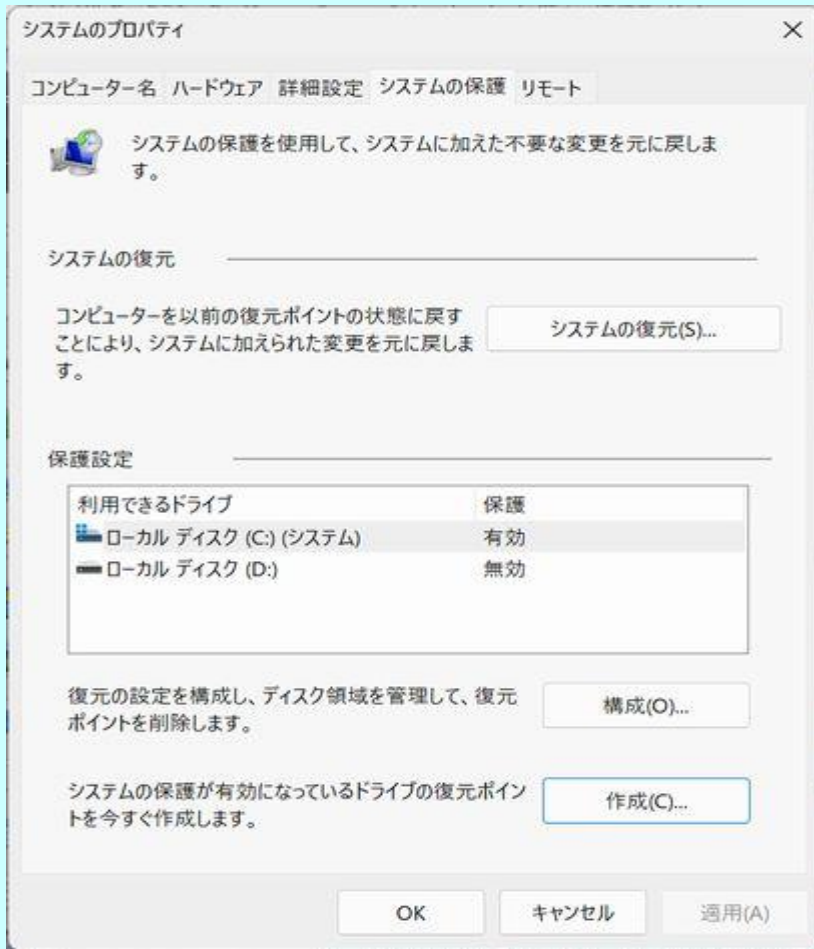 システムのプロパティ
コンピューター名 ハードウェア 詳細設定 システムの保護 リモート
システムの保護を使用して、システムに加えた不要な変更を元に戻しま
す。
システムの復元
コンピューターを以前の復元ポイントの状態に戻す
ことにより、システムに加えられた変更を元に戻しま
す。
システムの復元(S)...
保護設定
利用できるドライブ 保護
ローカル ディスク (C:) (システム) 有効
ローカル ディスク (D:) 無効
復元の設定を構成し、ディスク領域を管理して、復元
ポイントを削除します。
構成(O)...
システムの保護が有効になっているドライブの復元ポイン
トを今すぐ作成します。
作成(C)...
OK キャンセル 適用(A)